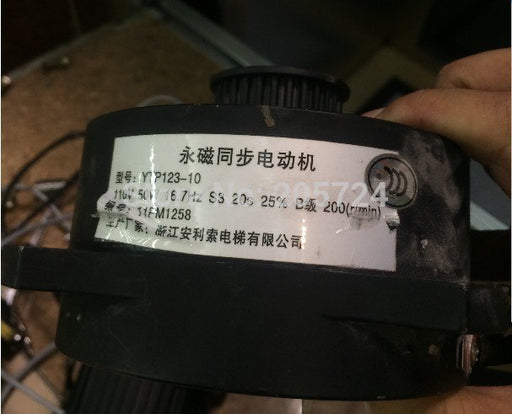 永磁同步电动机
型号：YTP123-10
110V 50W 16.7Hz S3 20s 25% B级 200(r/min)
编号：11FM1258
生产厂家：浙江安利索电梯有限公司